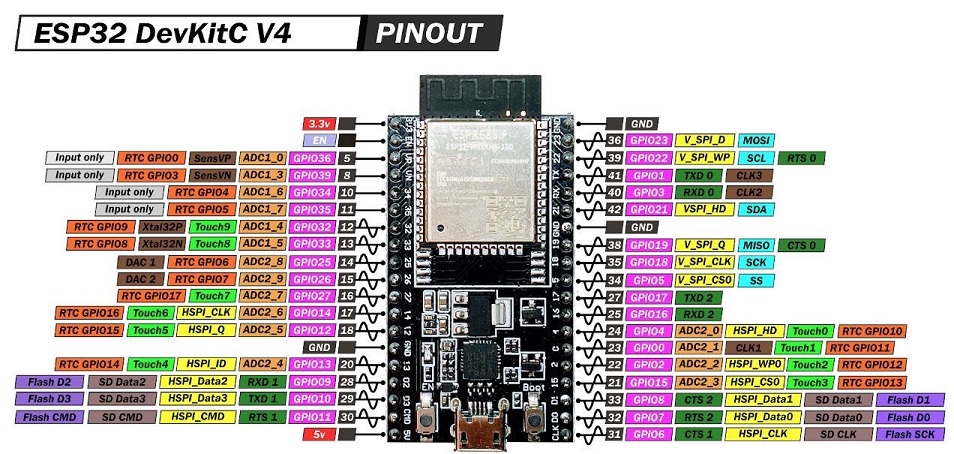 ESP32 DevKitC V4 PINOUT
3.3v
EN
Input only RTC GPIO0 SensVP ADC1_0 GPIO36 5
Input only RTC GPIO3 SensVN ADC1_3 GPIO39 8
Input only RTC GPIO4 ADC1_6 GPIO34 10
Input only RTC GPIO5 ADC1_7 GPIO35 11
RTC GPIO9 Xtal32P Touch9 ADC1_4 GPIO32 12
RTC GPIO8 Xtal32N Touch8 ADC1_5 GPIO33 13
DAC 1 RTC GPIO6 ADC2_8 GPIO25 14
DAC 2 RTC GPIO7 ADC2_9 GPIO26 15
RTC GPIO17 Touch7 ADC2_7 GPIO27 16
RTC GPIO16 Touch6 HSPI_CLK ADC2_6 GPIO14 17
RTC GPIO15 Touch5 HSPI_Q ADC2_5 GPIO12 18
GND
RTC GPIO14 Touch4 HSPI_ID ADC2_4 GPIO13 20
Flash D2 SD Data2 HSPI_Data2 RXD 1 GPIO09 28
Flash D3 SD Data3 HSPI_Data3 TXD 1 GPIO10 29
Flash CMD SD CMD HSPI_CMD RTS 1 GPIO11 30
5v
EN
Boot
GND
36 GPIO23 V_SPI_D MOSI
39 GPIO22 V_SPI_WP SCL RTS 0
41 GPIO1 TXD 0 CLK3
40 GPIO3 RXD 0 CLK2
42 GPIO21 VSPI_HD SDA
GND
38 GPIO19 V_SPI_Q MISO CTS 0
35 GPIO18 V_SPI_CLK SCK
34 GPIO5 V_SPI_CS0 SS
27 GPIO17 TXD 2
25 GPIO16 RXD 2
24 GPIO4 ADC2_0 HSPI_HD Touch0 RTC GPIO10
23 GPIO0 ADC2_1 CLK1 Touch1 RTC GPIO11
22 GPIO2 ADC2_2 HSPI_WP0 Touch2 RTC GPIO12
21 GPIO15 ADC2_3 HSPI_CS0 Touch3 RTC GPIO13
33 GPIO8 CTS 2 HSPI_Data1 SD Data1 Flash D1
32 GPIO7 RTS 2 HSPI_Data0 SD Data0 Flash D0
31 GPIO6 CTS 1 HSPI_CLK SD CLK Flash SCK